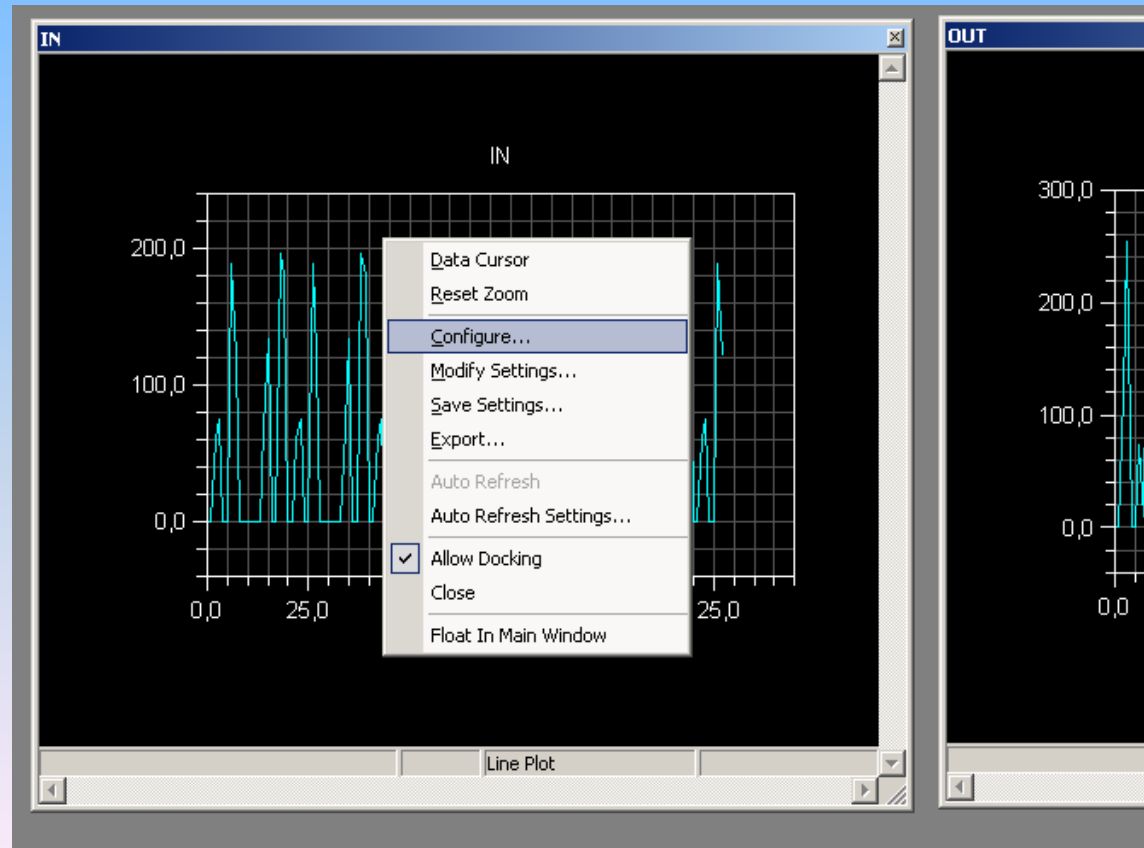 IN
OUT
IN
200,0
100,0
0,0
0,0
25,0
25,0
Data Cursor
Reset Zoom
Configure...
Modify Settings...
Save Settings...
Export...
Auto Refresh
Auto Refresh Settings...
Allow Docking
Close
Float In Main Window
Line Plot
300,0
200,0
100,0
0,0
0,0